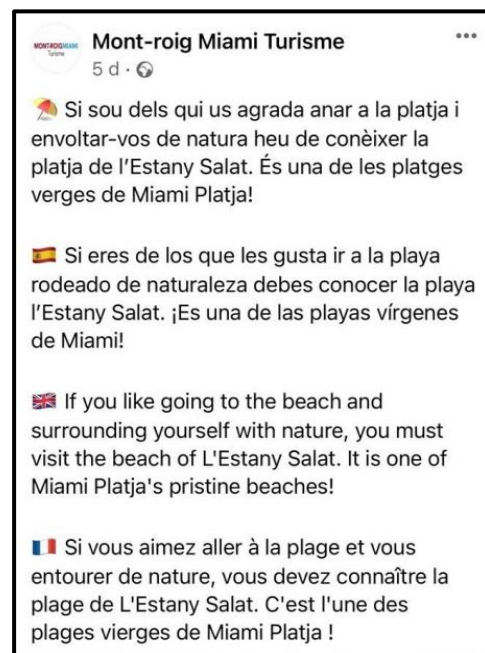 MONT-ROIGMIAMI
Turisme
Mont-roig Miami Turisme
5 d ·
Si sou dels qui us agrada anar a la platja i
envoltar-vos de natura heu de conèixer la
platja de l'Estany Salat. És una de les platges
verges de Miami Platja!
Si eres de los que les gusta ir a la playa
rodeado de naturaleza debes conocer la playa
l'Estany Salat. ¡Es una de las playas vírgenes
de Miami!
If you like going to the beach and
surrounding yourself with nature, you must
visit the beach of L'Estany Salat. It is one of
Miami Platja's pristine beaches!
Si vous aimez aller à la plage et vous
entourer de nature, vous devez connaître la
plage de L'Estany Salat. C'est l'une des
plages vierges de Miami Platja !